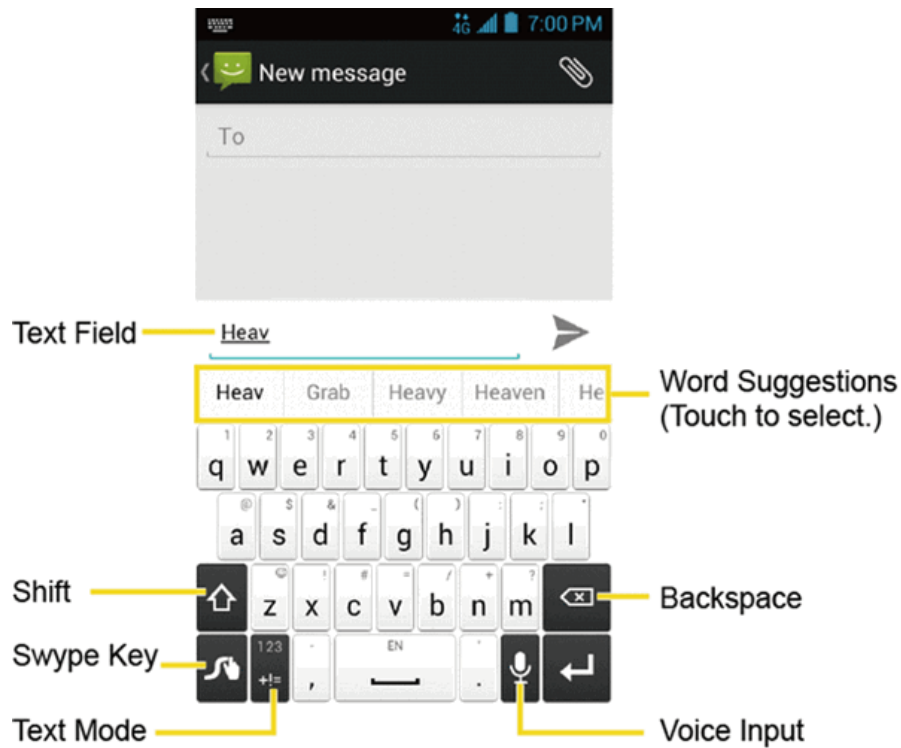 4G 7:00 PM
New message
To
Text Field
Heav
Heav Grab Heavy Heaven He
Word Suggestions
(Touch to select.)
1 2 3 4 5 6 7 8 9 0
q w e r t y u i o p
@ $ & _ ( ) : ; '
a s d f g h j k l
Shift
! # = / + ?
z x c v b n m
Backspace
Swype Key
123 - EN '
+!= , .
Text Mode
Voice Input